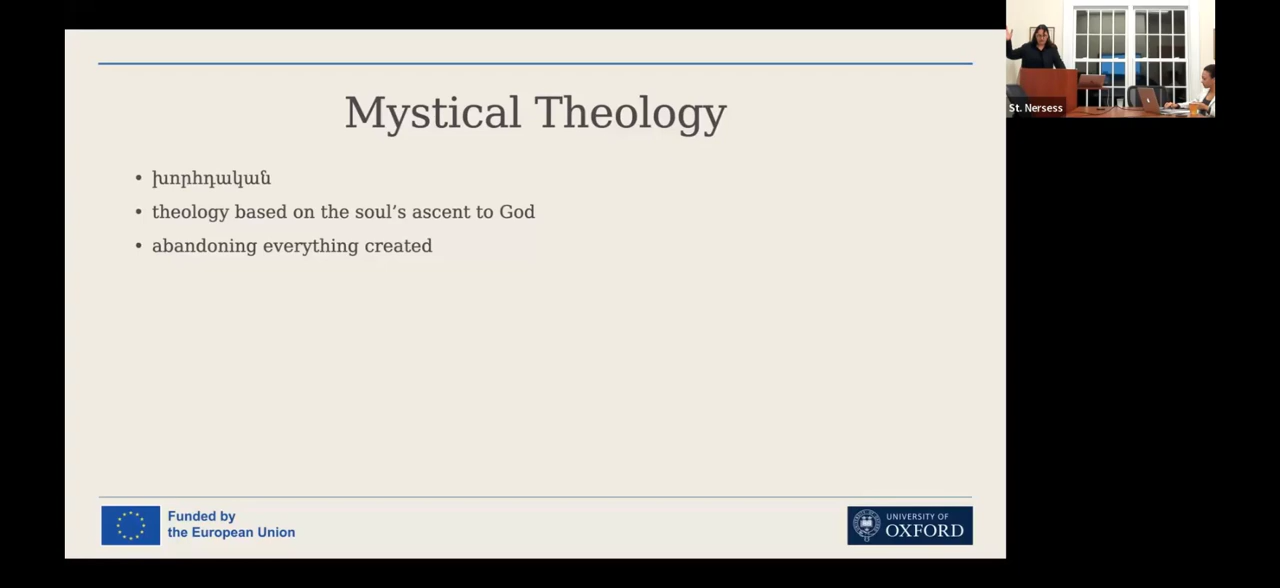 Mystical Theology
• խորհդական
• theology based on the soul’s ascent to God
• abandoning everything created
Funded by
the European Union
UNIVERSITY OF
OXFORD
St. Nersess